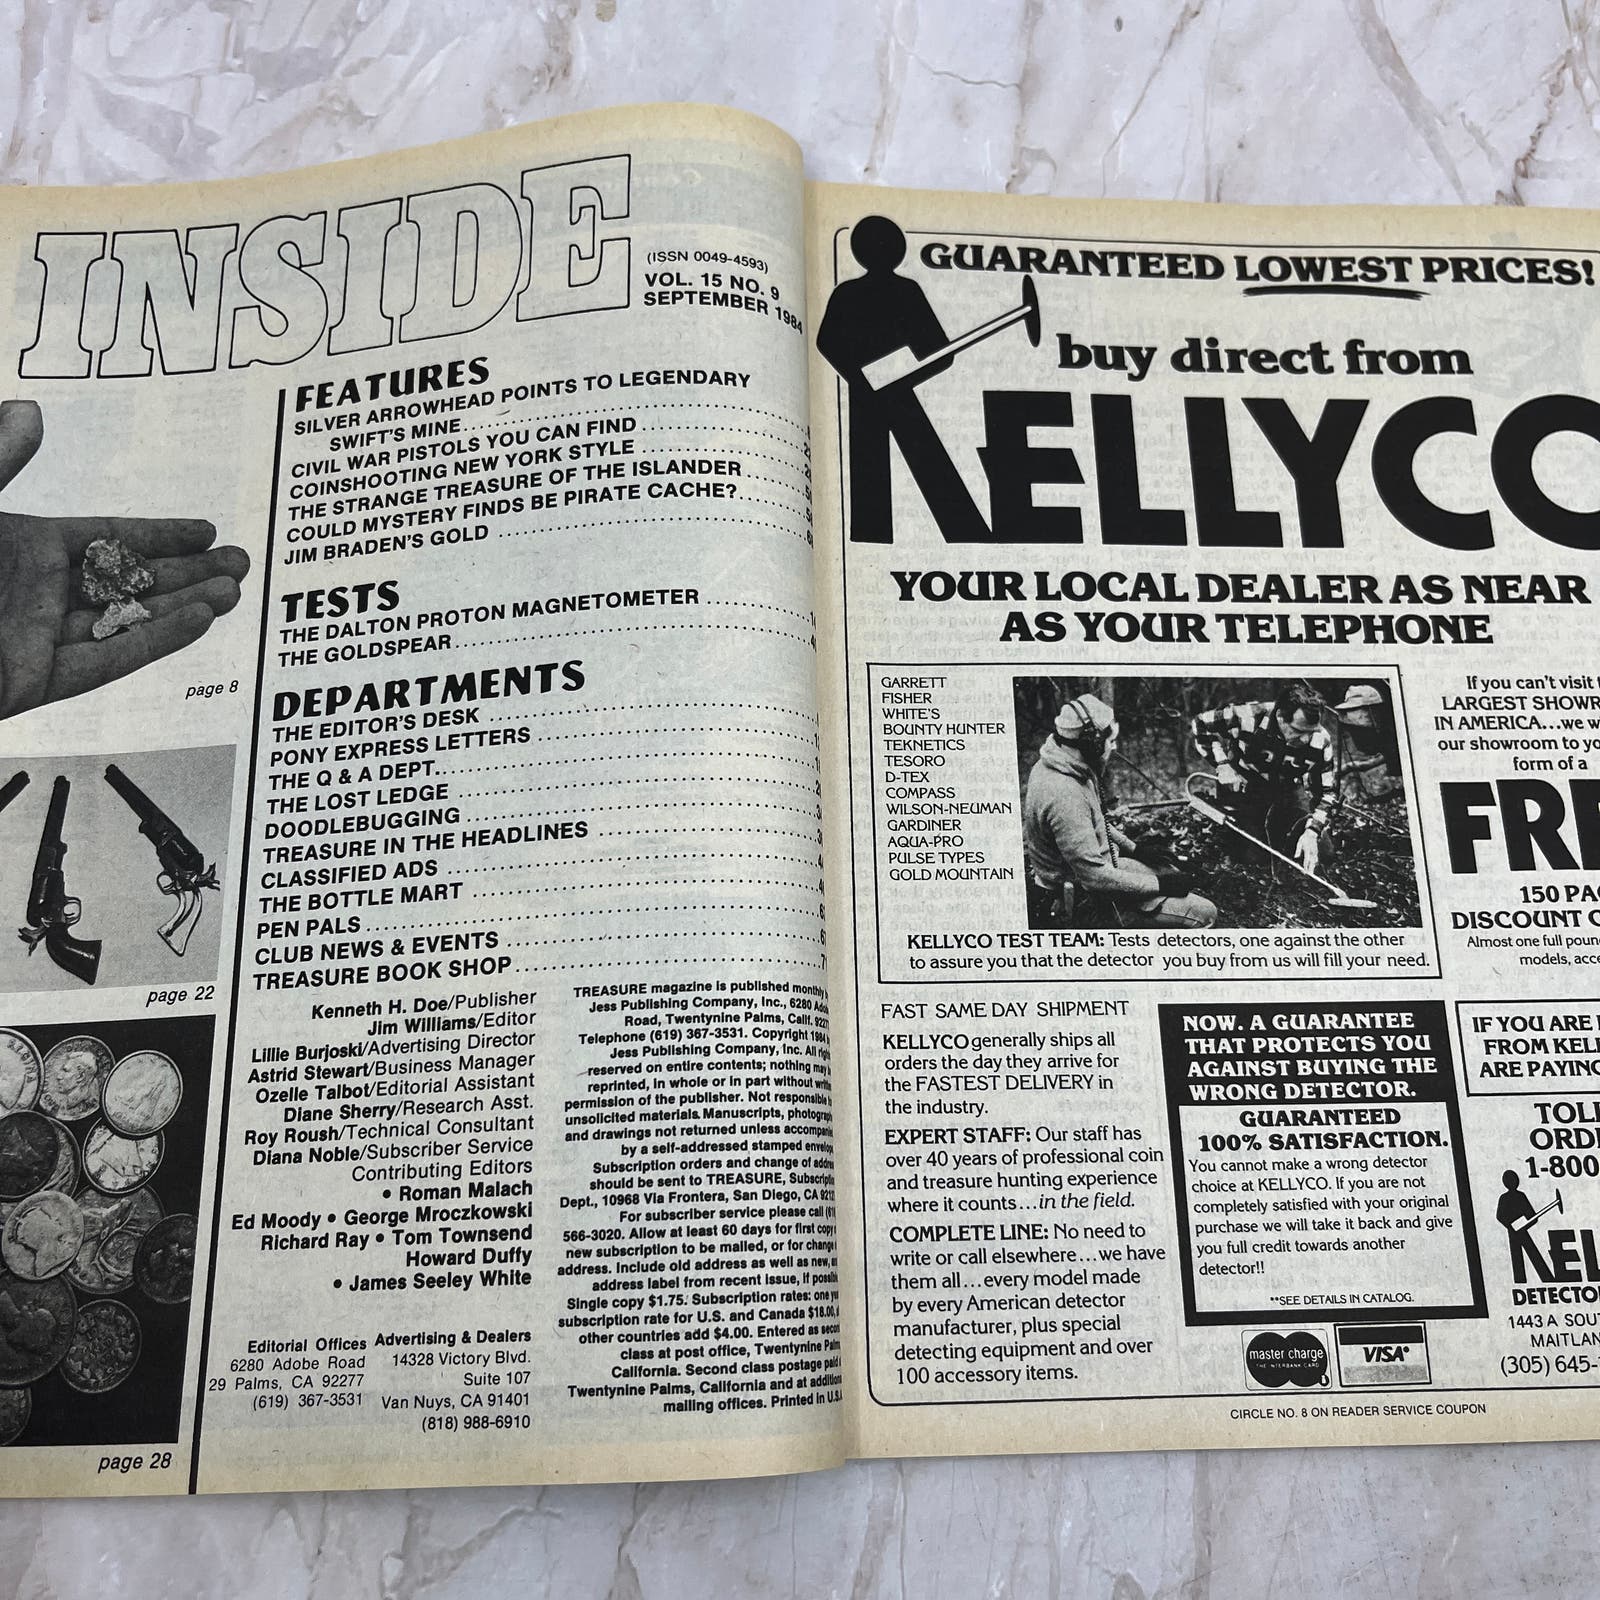 INSIDE
(ISSN 0049-4593)
VOL. 15 NO. 9
SEPTEMBER 1984
FEATURES
SILVER ARROWHEAD POINTS TO LEGENDARY
SWIFT'S MINE
CIVIL WAR PISTOLS YOU CAN FIND
COINSHOOTING NEW YORK STYLE
THE STRANGE TREASURE OF THE ISLANDER
COULD MYSTERY FINDS BE PIRATE CACHE?
JIM BRADEN'S GOLD
TESTS
THE DALTON PROTON MAGNETOMETER
THE GOLDSPEAR
DEPARTMENTS
THE EDITOR'S DESK
PONY EXPRESS LETTERS
THE Q & A DEPT.
THE LOST LEDGE
DOODLEBUGGING
TREASURE IN THE HEADLINES
CLASSIFIED ADS
THE BOTTLE MART
PEN PALS
CLUB NEWS & EVENTS
TREASURE BOOK SHOP
page 8
page 22
page 28
Kenneth H. Doe/Publisher
Jim Williams/Editor
Lillie Burjoski/Advertising Director
Astrid Stewart/Business Manager
Ozelle Talbot/Editorial Assistant
Diane Sherry/Research Asst.
Roy Roush/Technical Consultant
Diana Noble/Subscriber Service
Contributing Editors
• Roman Malach
Ed Moody • George Mroczkowski
Richard Ray • Tom Townsend
Howard Duffy
• James Seeley White
Editorial Offices
6280 Adobe Road
29 Palms, CA 92277
(619) 367-3531
Advertising & Dealers
14328 Victory Blvd.
Suite 107
Van Nuys, CA 91401
(818) 988-6910
TREASURE magazine is published monthly
Jess Publishing Company, Inc., 6280
Road, Twentynine Palms, Calif.
Telephone (619) 367-3531. Copyright 1984
Jess Publishing Company, Inc. All
reserved on entire contents; nothing may
reprinted, in whole or in part without
permission of the publisher. Not responsible
unsolicited materials. Manuscripts,
and drawings not returned unless
by a self-addressed stamped
Subscription orders and change of
should be sent to TREASURE,
Dept., 10968 Via Frontera, San Diego, CA
For subscriber service please call
566-3020. Allow at least 60 days for first copy
new subscription to be mailed, or for
address. Include old address as well as new,
address label from recent issue, if
Single copy $1.75. Subscription rates: one
subscription rate for U.S. and Canada $18.00,
other countries add $4.00. Entered as
class at post office, Twentynine
California. Second class postage paid
Twentynine Palms, California and at
mailing offices. Printed in
GUARANTEED LOWEST PRICES!
buy direct from
KELLYCO
YOUR LOCAL DEALER AS NEAR
AS YOUR TELEPHONE
GARRETT
FISHER
WHITE'S
BOUNTY HUNTER
TEKNETICS
TESORO
D-TEX
COMPASS
WILSON-NEUMAN
GARDINER
AQUA-PRO
PULSE TYPES
GOLD MOUNTAIN
KELLYCO TEST TEAM: Tests detectors, one against the other
to assure you that the detector you buy from us will fill your need.
If you can't visit
LARGEST
IN AMERICA...we
our showroom to
form of a
FRE
150
DISCOUNT
Almost one full
models,
FAST SAME DAY SHIPMENT
KELLYCO generally ships all
orders the day they arrive for
the FASTEST DELIVERY in
the industry.
EXPERT STAFF: Our staff has
over 40 years of professional coin
and treasure hunting experience
where it counts...in the field.
COMPLETE LINE: No need to
write or call elsewhere...we have
them all...every model made
by every American detector
manufacturer, plus special
detecting equipment and over
100 accessory items.
NOW. A GUARANTEE
THAT PROTECTS YOU
AGAINST BUYING THE
WRONG DETECTOR.
GUARANTEED
100% SATISFACTION.
You cannot make a wrong detector
choice at KELLYCO. If you are not
completely satisfied with your original
purchase we will take it back and give
you full credit towards another
detector!!
**SEE DETAILS IN CATALOG.
master charge
THE INTERBANK CARD
VISA®
IF YOU ARE
FROM
ARE
1-800
KEL
1443 A
(305) 645-
CIRCLE NO. 8 ON READER SERVICE COUPON